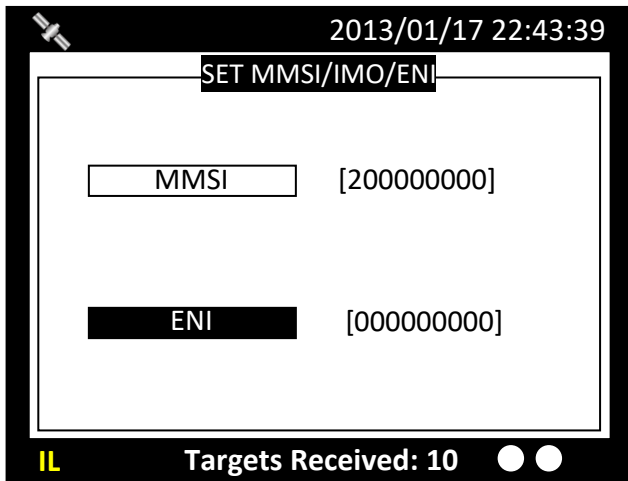 2013/01/17 22:43:39
SET MMSI/IMO/ENI
MMSI [200000000]
ENI [000000000]
IL Targets Received: 10